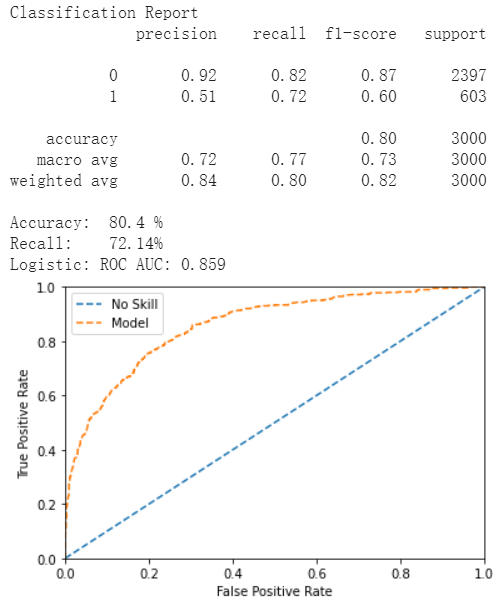 Classification Report
precision recall f1-score support
0 0.92 0.82 0.87 2397
1 0.51 0.72 0.60 603
accuracy 0.80 3000
macro avg 0.72 0.77 0.73 3000
weighted avg 0.84 0.80 0.82 3000
Accuracy: 80.4 %
Recall: 72.14%
Logistic: ROC AUC: 0.859
No Skill
Model
1.0
0.8
0.6
0.4
0.2
0.0
True Positive Rate
0.0 0.2 0.4 0.6 0.8 1.0
False Positive Rate